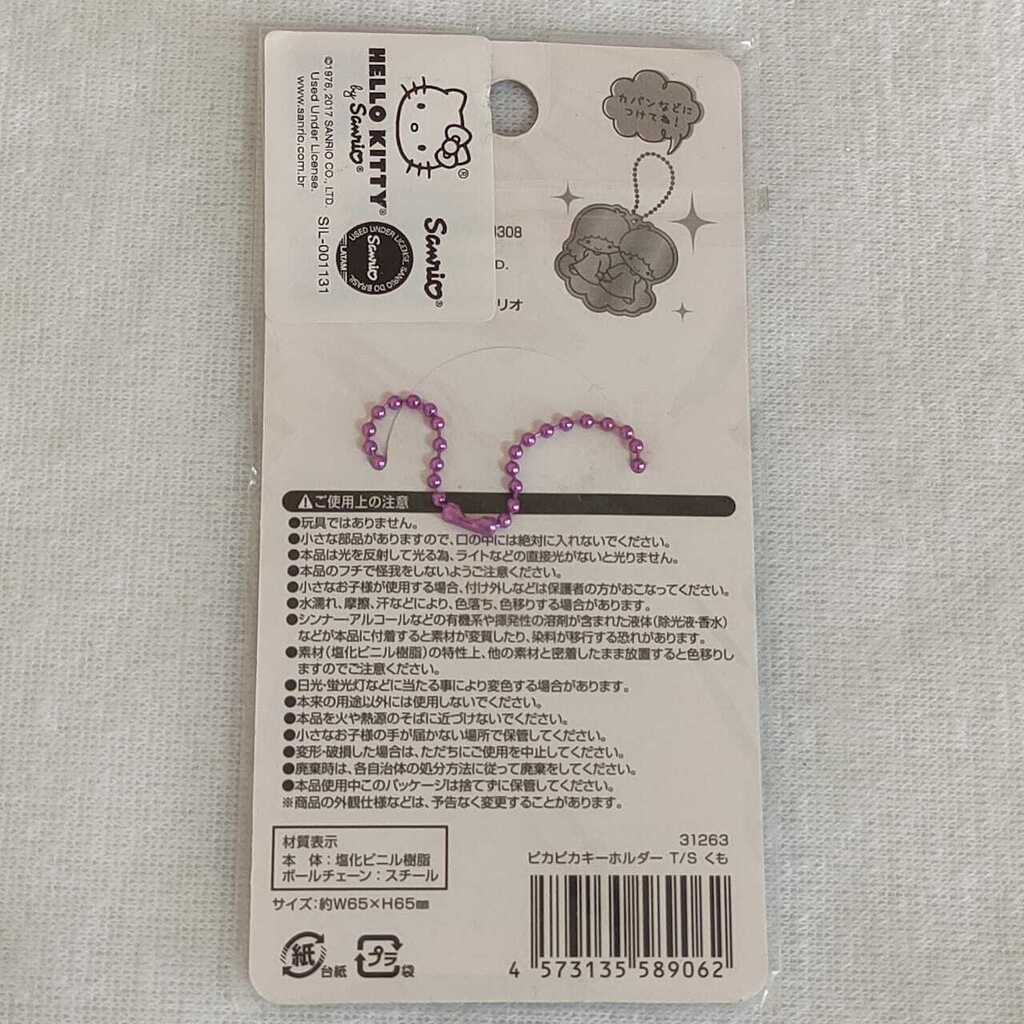 HELLO KITTY®
by Sanrio®
©1976, 2017 SANRIO CO., LTD.
Used Under License.
www.sanrio.com.br
SIL-001131
Sanrio®
USED UNDER LICENSE, SANRIO DO BRASIL
Sanrio
LATAM
カバンなどに
つけてね!
308
D.
リオ
ご使用上の注意
●玩具ではありません。
●小さな部品がありますので、口の中には絶対に入れないでください。
●本品は光を反射して光る為、ライトなどの直接光がないと光りません。
●本品のフチで怪我をしないようご注意ください。
●小さなお子様が使用する場合、付け外しなどは保護者の方がおこなってください。
●水濡れ、摩擦、汗などにより、色落ち、色移りする場合があります。
●シンナー・アルコールなどの有機系や揮発性の溶剤が含まれた液体(除光液・香水)
などが本品に付着すると素材が変質したり、染料が移行する恐れがあります。
●素材(塩化ビニル樹脂)の特性上、他の素材と密着したまま放置すると色移りし
ますのでご注意ください。
●日光・蛍光灯などに当たる事により変色する場合があります。
●本来の用途以外には使用しないでください。
●本品を火や熱源のそばに近づけないでください。
●小さなお子様の手が届かない場所で保管してください。
●変形・破損した場合は、ただちにご使用を中止してください。
●廃棄時は、各自治体の処分方法に従って廃棄をしてください。
●本品使用中このパッケージは捨てずに保管してください。
※商品の外観仕様などは、予告なく変更することがあります。
材質表示
本 体:塩化ビニル樹脂
ボールチェーン:スチール
サイズ:約W65×H65㎜
紙 台紙
プラ 袋
31263
ピカピカキーホルダー T/S くも
4 573135 589062